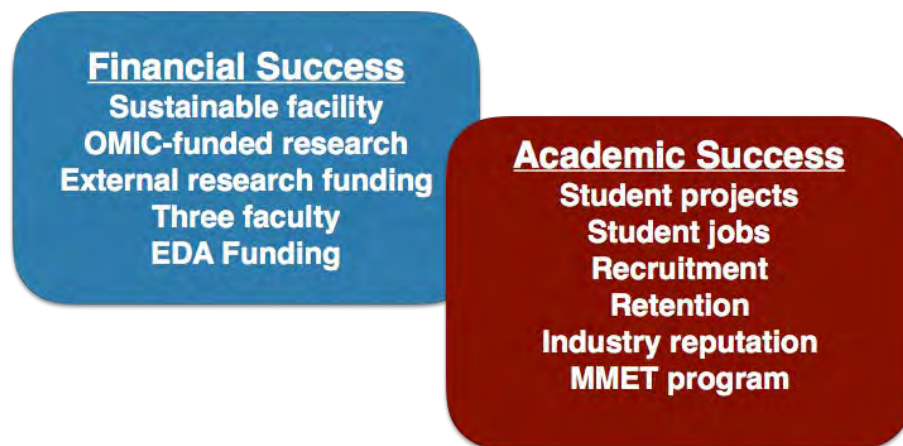 Financial Success
Sustainable facility
OMIC-funded research
External research funding
Three faculty
EDA Funding
Academic Success
Student projects
Student jobs
Recruitment
Retention
Industry reputation
MMET program